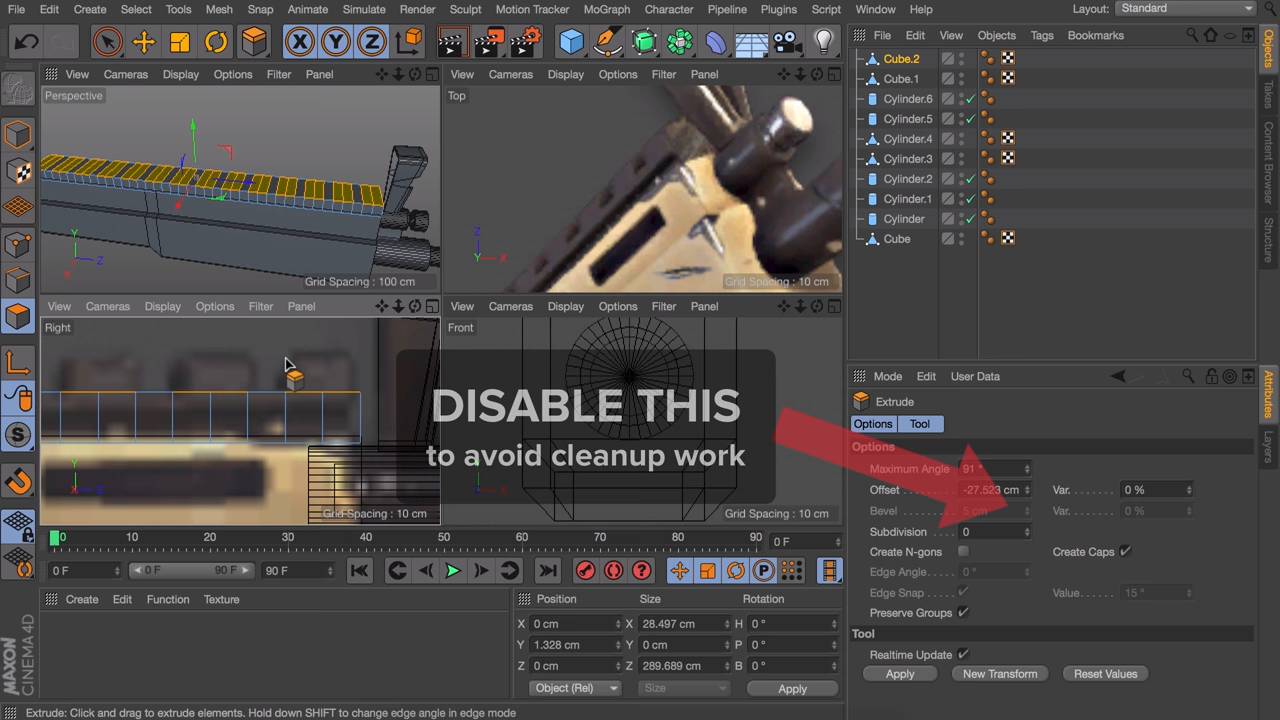 File Edit Create Select Tools Mesh Snap Animate Simulate Render Sculpt Motion Tracker MoGraph Character Pipeline Plugins Script Window Help Layout: Standard
X Y Z
File Edit View Objects Tags Bookmarks
View Cameras Display Options Filter Panel
View Cameras Display Options Filter Panel
Perspective
Y
Z
X
Grid Spacing : 100 cm
Top
Z
X
Y
Grid Spacing : 10 cm
Cube.2
Cube.1
Cylinder.6
Cylinder.5
Cylinder.4
Cylinder.3
Cylinder.2
Cylinder.1
Cylinder
Cube
Objects
Takes
Content Browser
Structure
View Cameras Display Options Filter Panel
View Cameras Display Options Filter Panel
Right
Y
X Z
Grid Spacing : 10 cm
Front
Grid Spacing : 10 cm
DISABLE THIS
to avoid cleanup work
Mode Edit User Data
Extrude
Options Tool
Options
Maximum Angle 91 °
Offset -27.523 cm Var. 0 %
Bevel 5 cm Var. 0 %
Subdivision 0
Create N-gons Create Caps
Edge Angle 0 °
Edge Snap Value 15 °
Preserve Groups
Tool
Realtime Update
Apply New Transform Reset Values
Attributes
Layers
0 10 20 30 40 50 60 70 80 90 0 F
0 F 0 F 90 F 90 F
P
Create Edit Function Texture
Position Size Rotation
X 0 cm X 28.497 cm H 0 °
Y 1.328 cm Y 0 cm P 0 °
Z 0 cm Z 289.689 cm B 0 °
Object (Rel) Size Apply
MAXON
CINEMA 4D
Extrude: Click and drag to extrude elements. Hold down SHIFT to change edge angle in edge mode